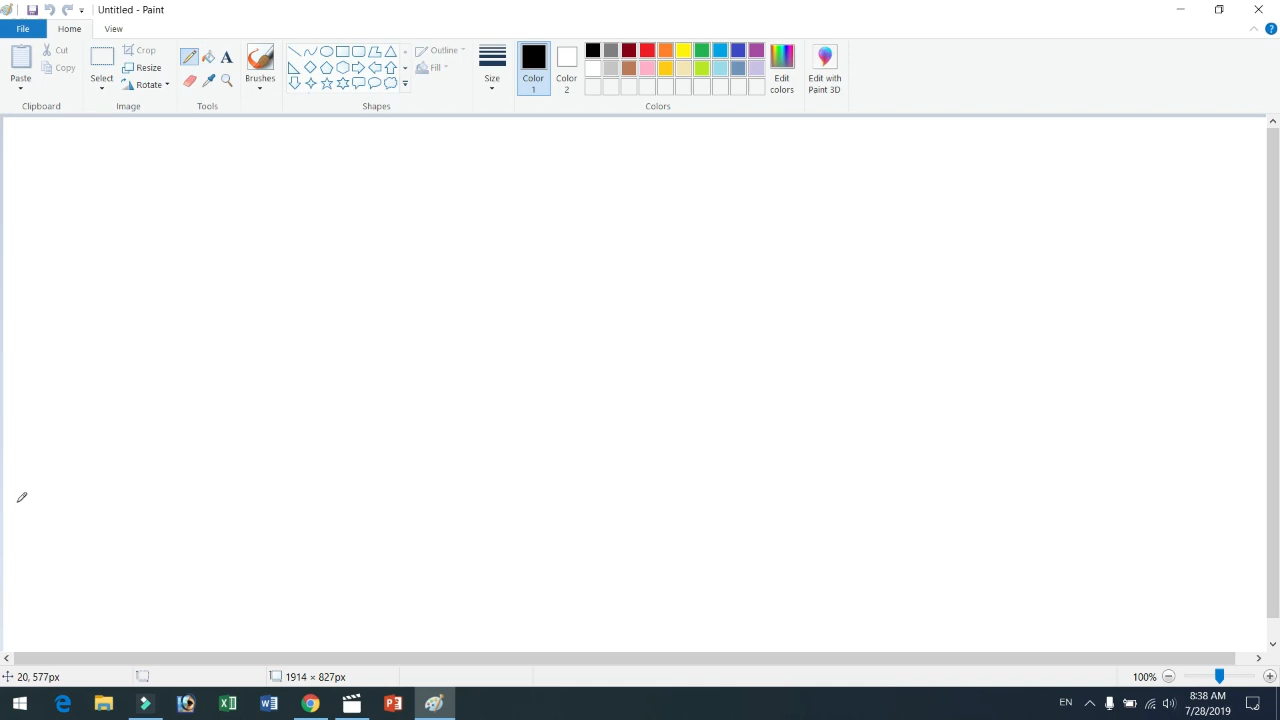 Untitled - Paint
File Home View
Paste Cut Copy Clipboard
Select Crop Resize Rotate Image
Tools
Brushes
Shapes Outline Fill
Size
Color 1 Color 2 Edit colors Colors
Edit with Paint 3D
20, 577px 1914 × 827px 100%
EN 8:38 AM
7/28/2019